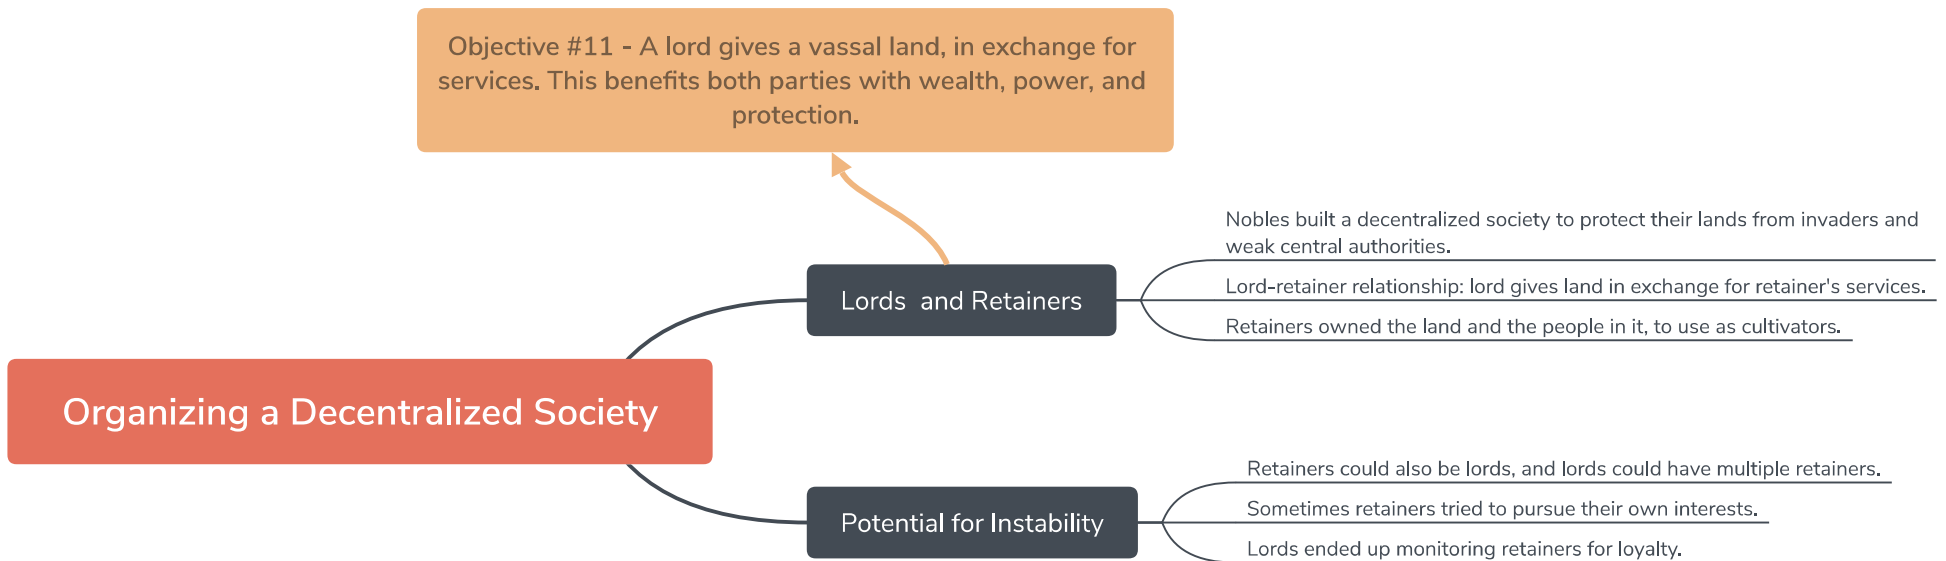 Objective #11 - A lord gives a vassal land, in exchange for
services. This benefits both parties with wealth, power, and
protection.
Nobles built a decentralized society to protect their lands from invaders and
weak central authorities.
Lords and Retainers
Lord-retainer relationship: lord gives land in exchange for retainer's services.
Retainers owned the land and the people in it, to use as cultivators.
Organizing a Decentralized Society
Retainers could also be lords, and lords could have multiple retainers.
Potential for Instability
Sometimes retainers tried to pursue their own interests.
Lords ended up monitoring retainers for loyalty.